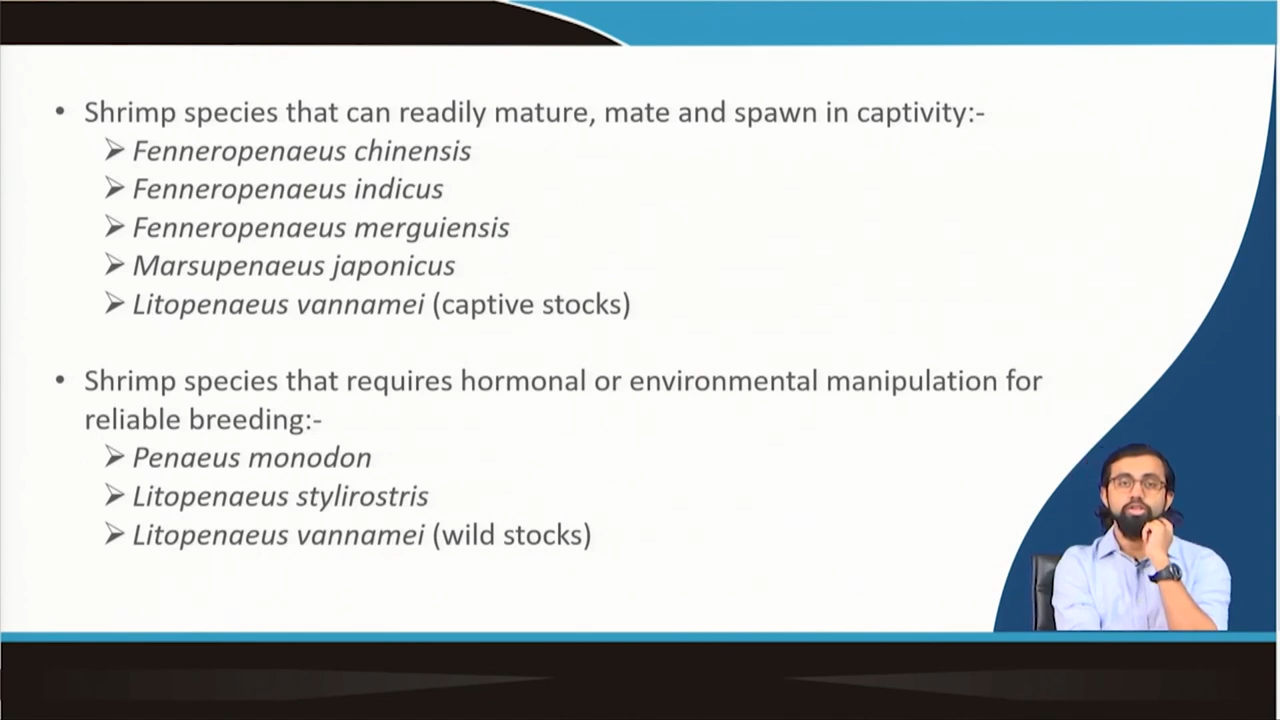 • Shrimp species that can readily mature, mate and spawn in captivity:-
➢ Fenneropenaeus chinensis
➢ Fenneropenaeus indicus
➢ Fenneropenaeus merguiensis
➢ Marsupenaeus japonicus
➢ Litopenaeus vannamei (captive stocks)
• Shrimp species that requires hormonal or environmental manipulation for
reliable breeding:-
➢ Penaeus monodon
➢ Litopenaeus stylirostris
➢ Litopenaeus vannamei (wild stocks)